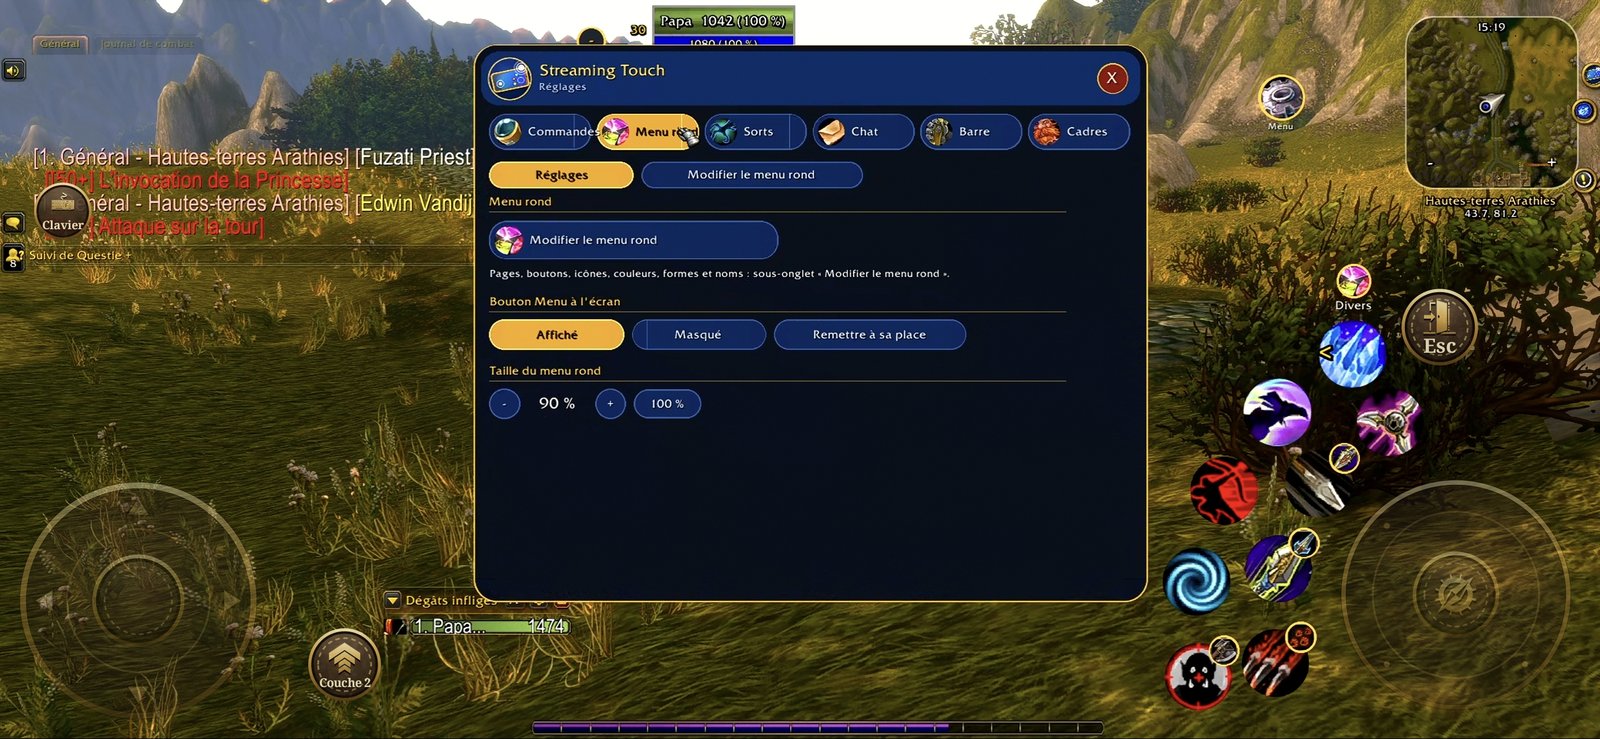 Général
Journal de combat
30
Papa 1042 (100 %)
1080 (100 %)
Streaming Touch
Réglages
X
Commandes
Menu
Sorts
Chat
Barre
Cadres
Réglages
Modifier le menu rond
Menu rond
Modifier le menu rond
Pages, boutons, icônes, couleurs, formes et noms : sous-onglet « Modifier le menu rond ».
Bouton Menu à l'écran
Affiché
Masqué
Remettre à sa place
Taille du menu rond
-
90 %
+
100 %
[1. Général - Hautes-terres Arathies] [Fuzati Priest]
L'invocation de la Princesse]
Hautes-terres Arathies] [Edwin Vandij
[Attaque sur la tour]
Clavier
Suivi de Questie +
8
15:19
Menu
-
+
Hautes-terres Arathies
43.7, 81.2
Divers
<
Esc
Dégâts infligés
1. Papa... 1474
Couche 2